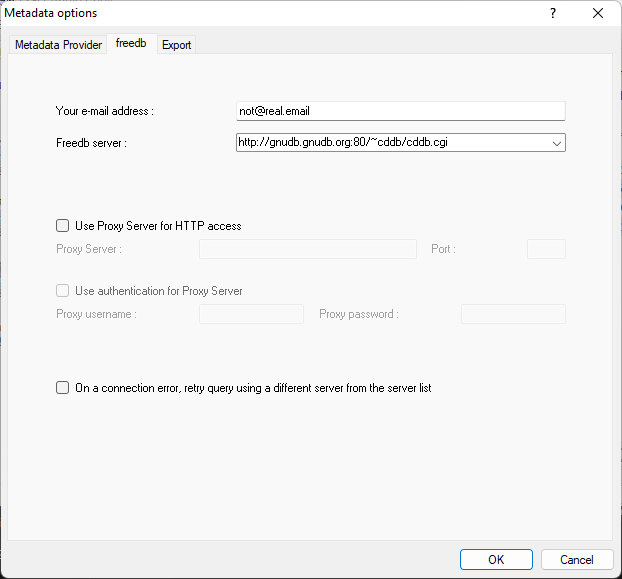 Metadata options ?
Metadata Provider freedb Export
Your e-mail address : not@real.email
Freedb server : http://gnudb.gnudb.org:80/~cddb/cddb.cgi
Use Proxy Server for HTTP access
Proxy Server : Port :
Use authentication for Proxy Server
Proxy username : Proxy password :
On a connection error, retry query using a different server from the server list
OK Cancel